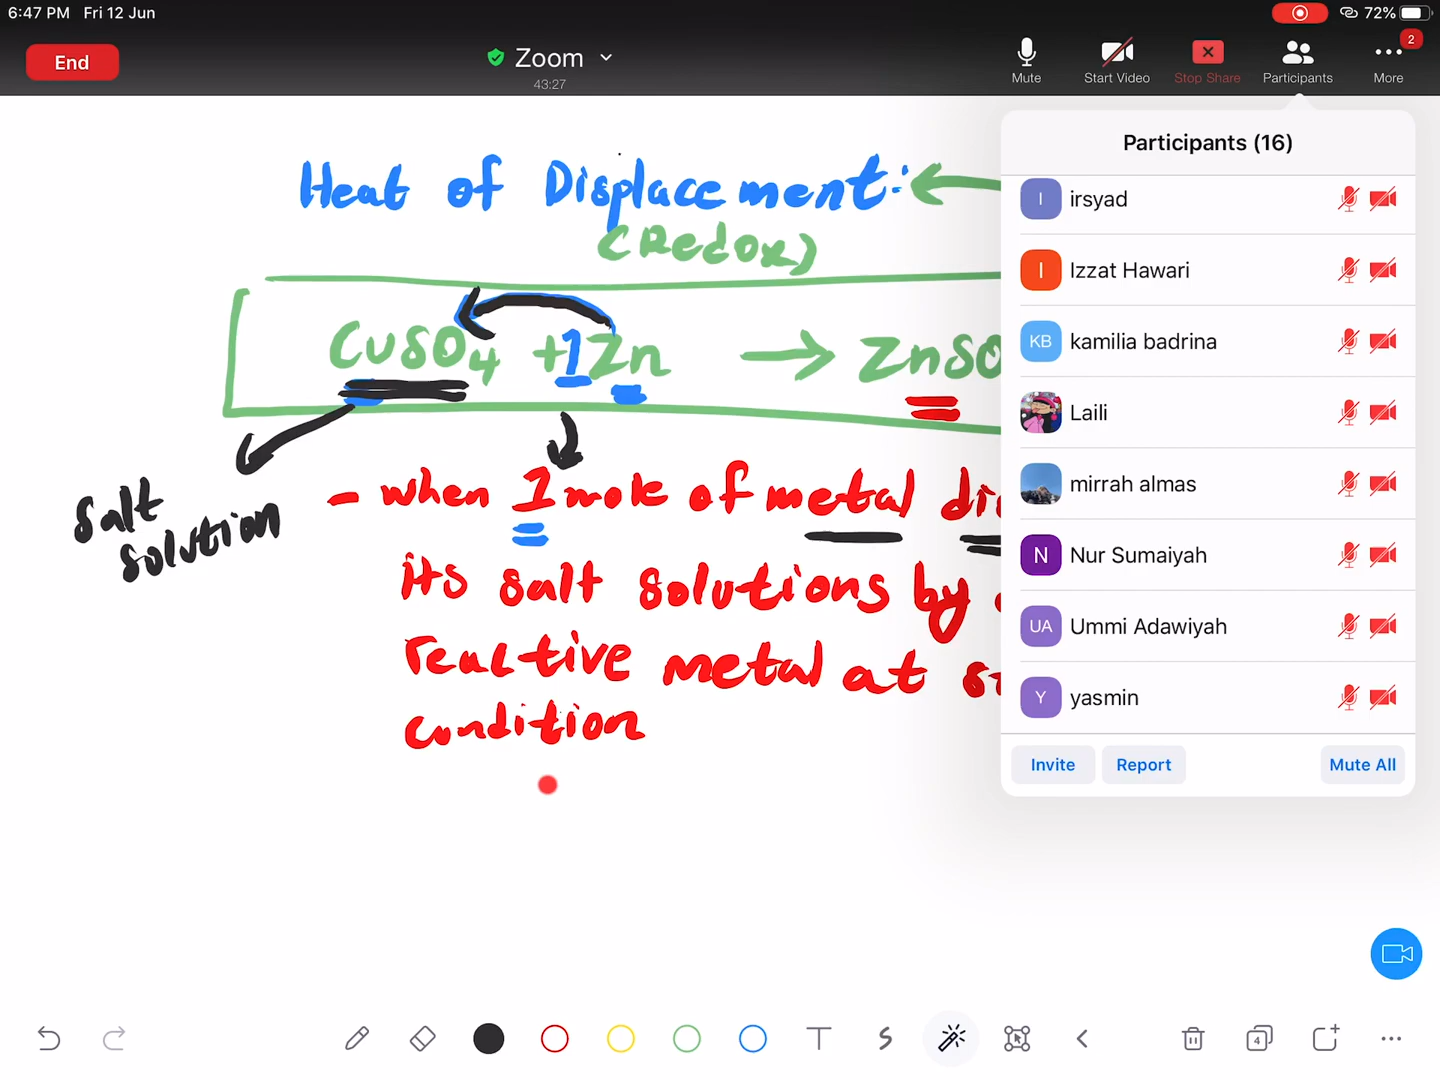 6:47 PM Fri 12 Jun
72%
End
Zoom
43:27
Mute
Start Video
Stop Share
Participants
More
2
Participants (16)
I irsyad
I Izzat Hawari
KB kamilia badrina
Laili
mirrah almas
N Nur Sumaiyah
UA Ummi Adawiyah
Y yasmin
Invite
Report
Mute All
Heat of Displacement:
(Redox)
CuSO4 + 1Zn → ZnSO
salt
solution
- when 1 mole of metal
its salt solutions by
reactive metal at
condition
T
4